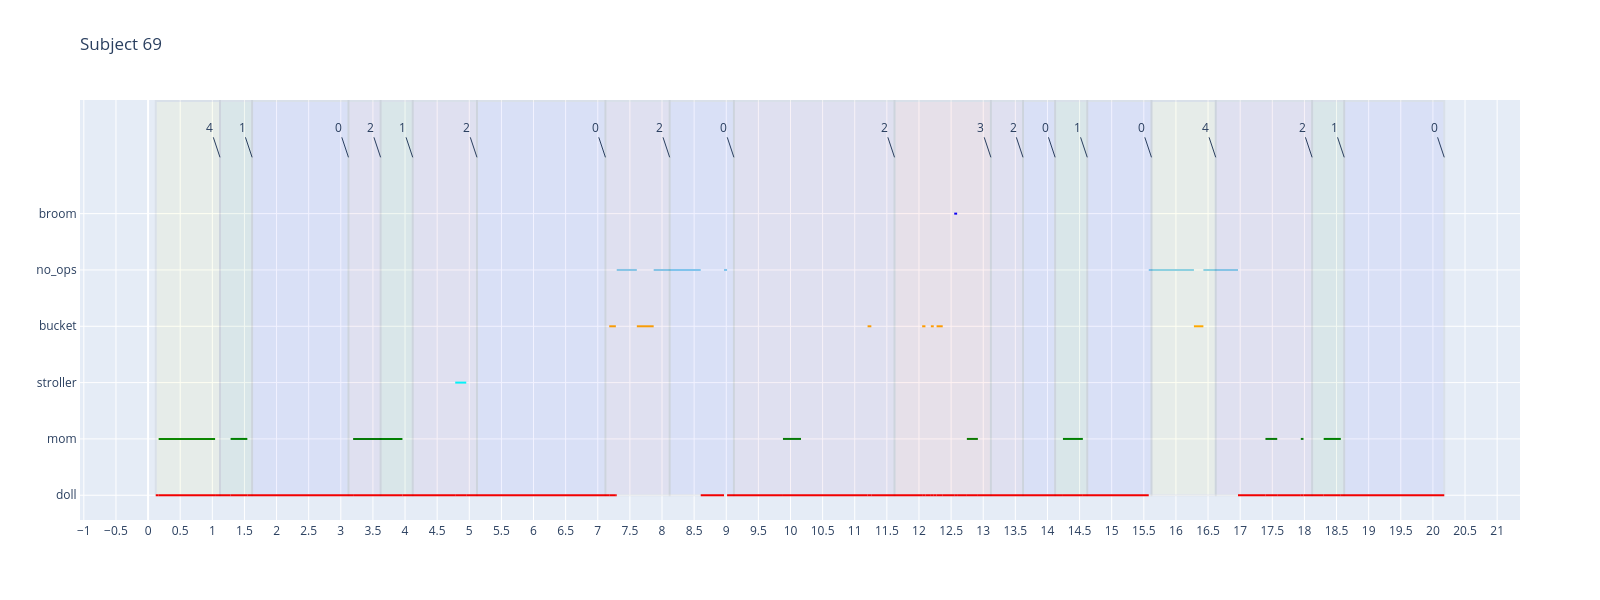 Subject 69
4 1 0 2 1 2 0 2 0 2 3 2 0 1 0 4 2 1 0
broom
no_ops
bucket
stroller
mom
doll
−1 −0.5 0 0.5 1 1.5 2 2.5 3 3.5 4 4.5 5 5.5 6 6.5 7 7.5 8 8.5 9 9.5 10 10.5 11 11.5 12 12.5 13 13.5 14 14.5 15 15.5 16 16.5 17 17.5 18 18.5 19 19.5 20 20.5 21